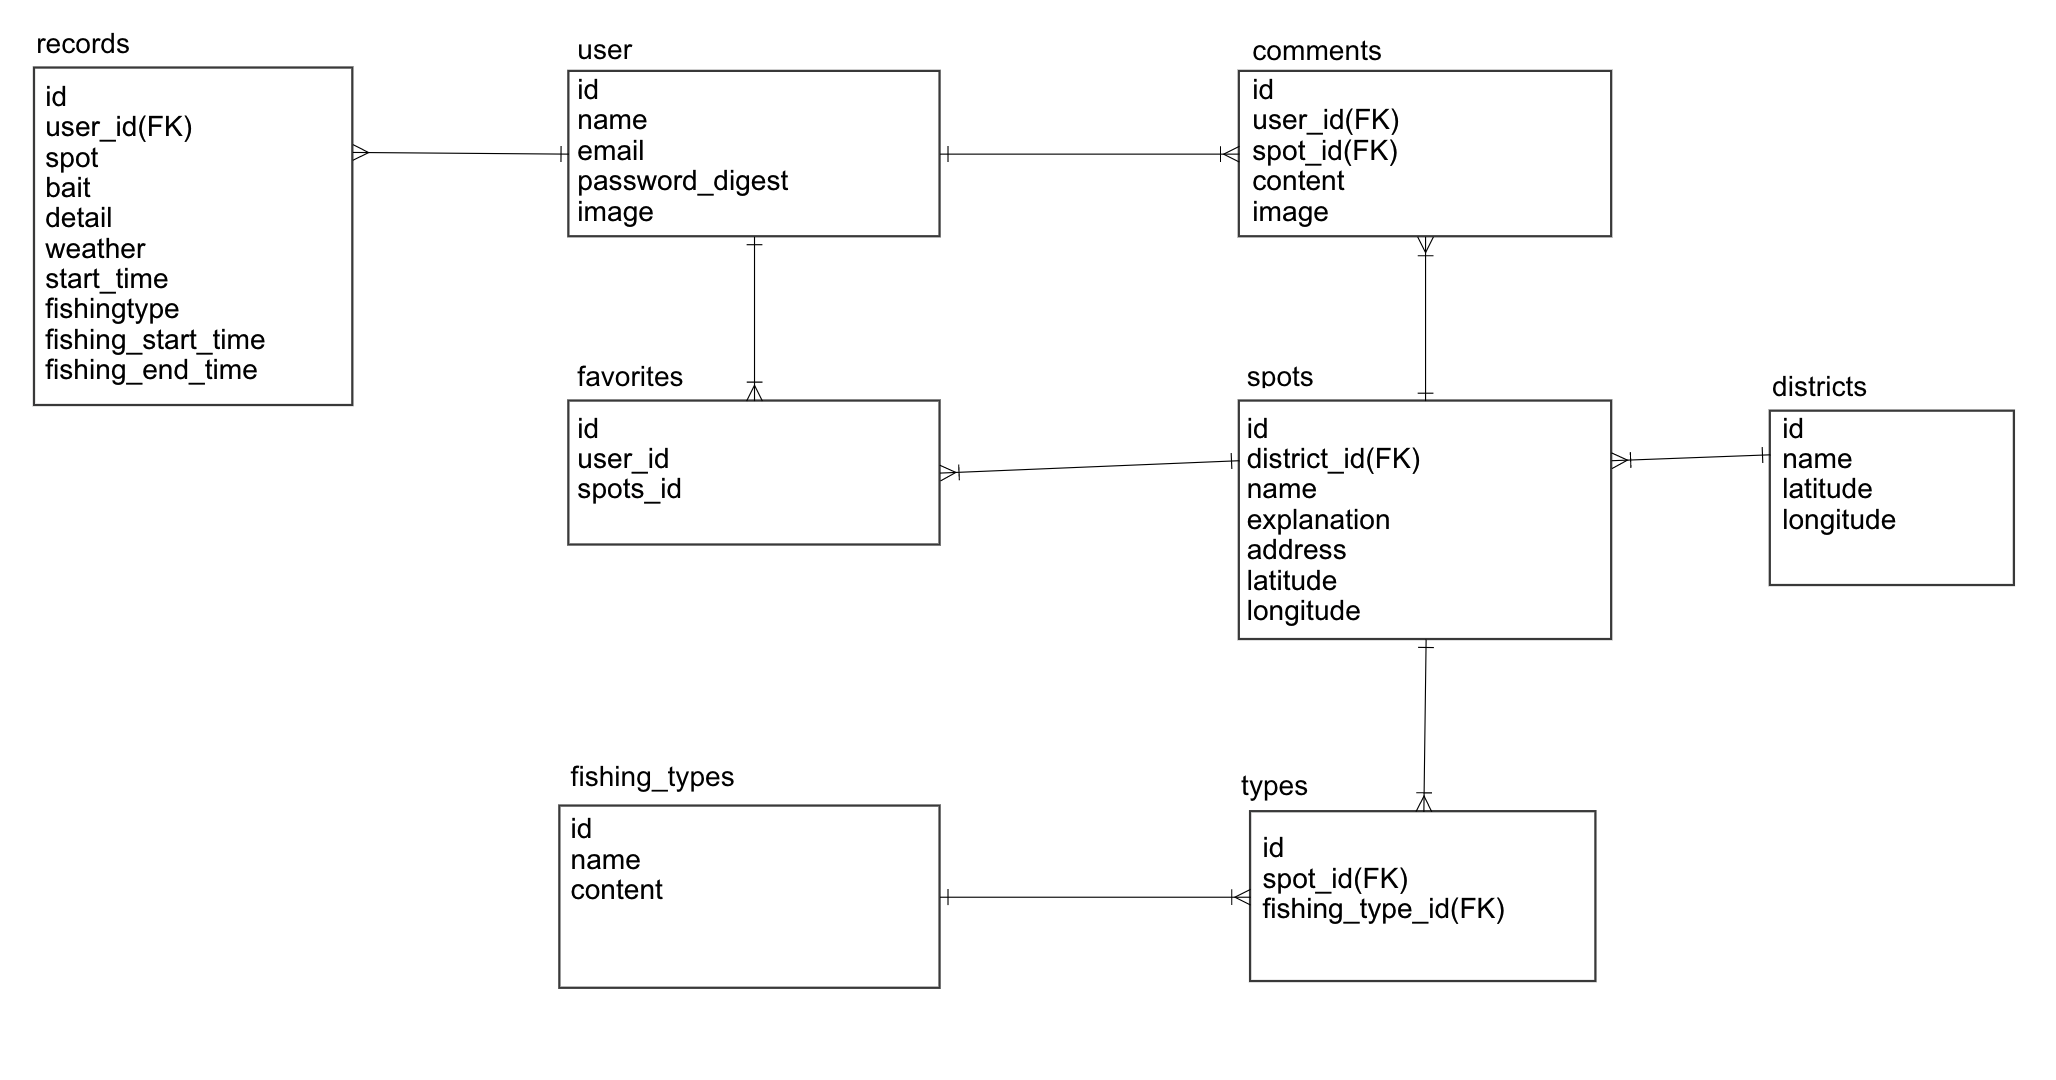 records
id
user_id(FK)
spot
bait
detail
weather
start_time
fishingtype
fishing_start_time
fishing_end_time
user
id
name
email
password_digest
image
comments
id
user_id(FK)
spot_id(FK)
content
image
favorites
id
user_id
spots_id
spots
id
district_id(FK)
name
explanation
address
latitude
longitude
districts
id
name
latitude
longitude
fishing_types
id
name
content
types
id
spot_id(FK)
fishing_type_id(FK)